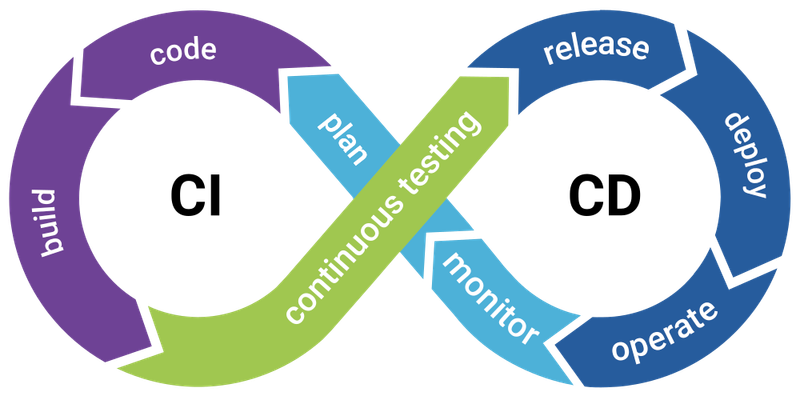 code
release
plan
continuous testing
deploy
build
CI
CD
monitor
operate